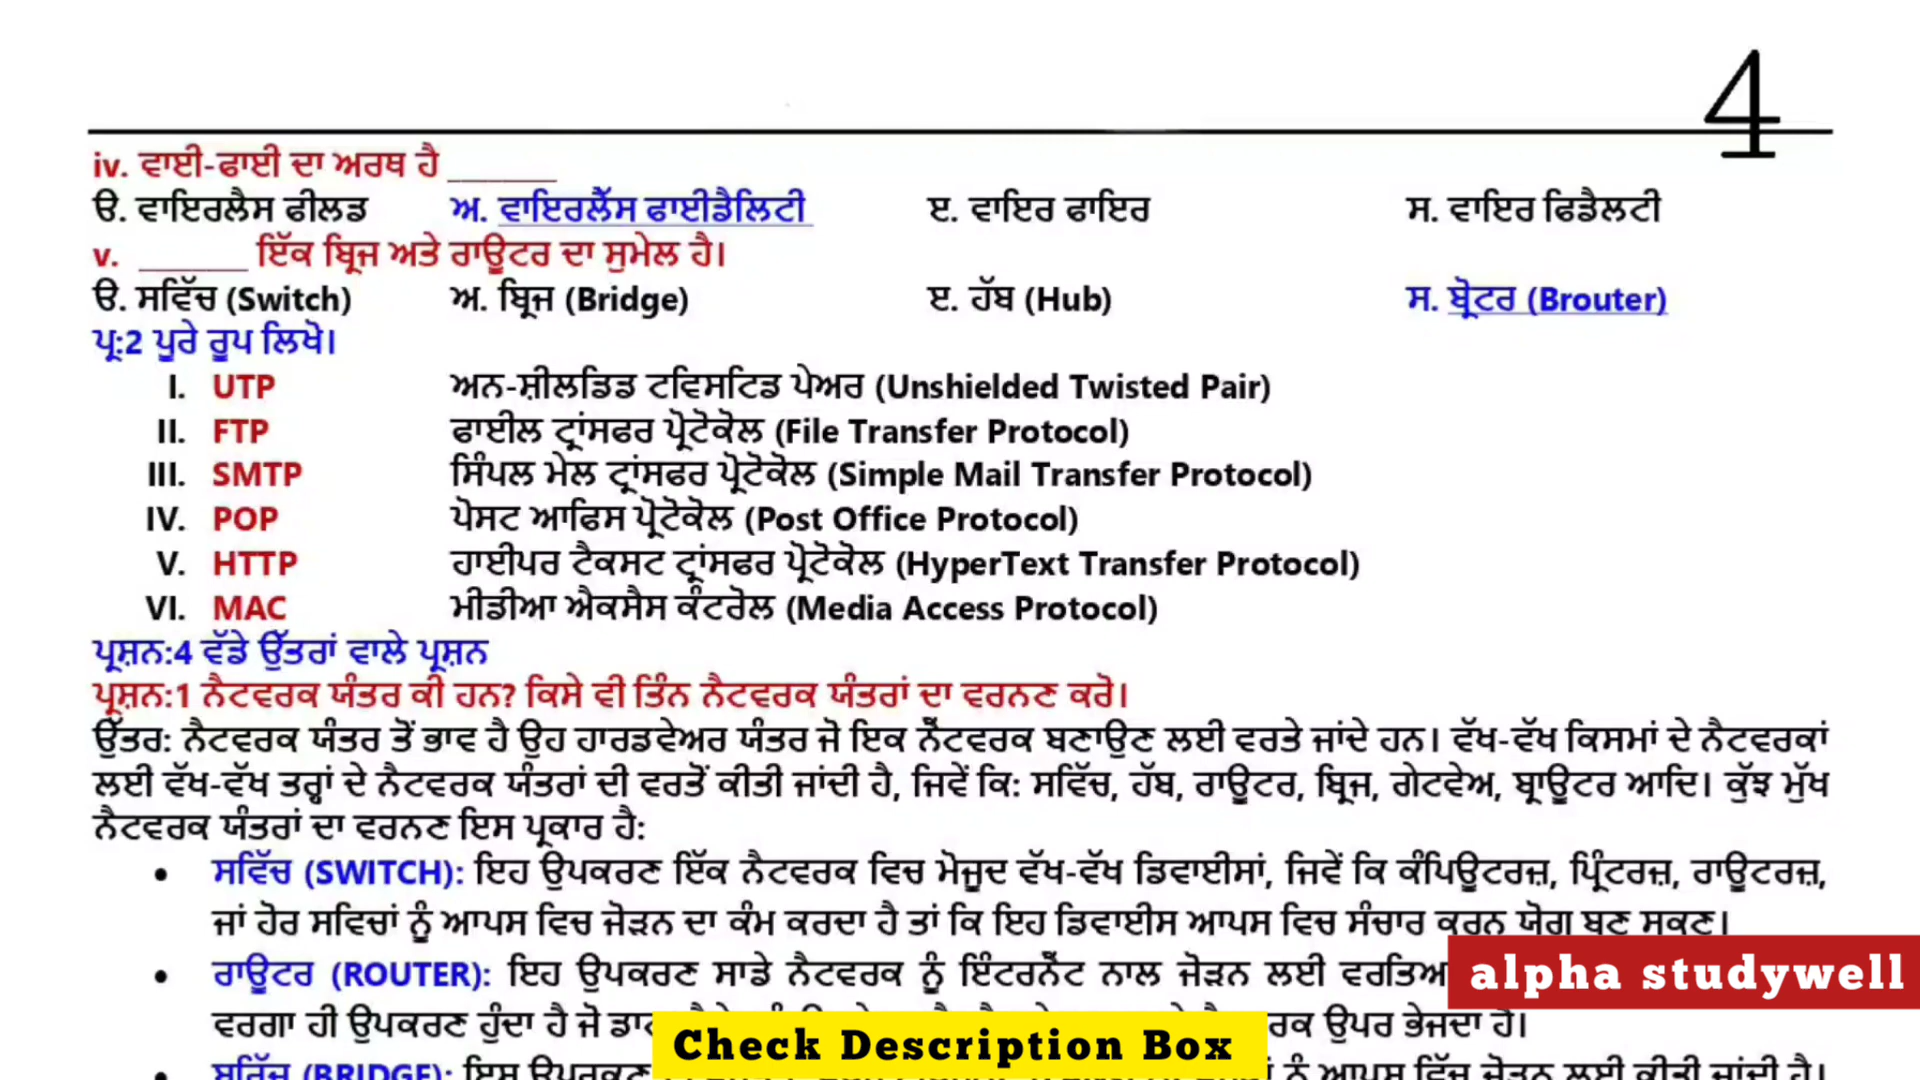 4
iv. ਵਾਈ-ਫਾਈ ਦਾ ਅਰਥ ਹੈ ______
ੳ. ਵਾਇਰਲੈਸ ਫੀਲਡ ਅ. ਵਾਇਰਲੈੱਸ ਫਾਈਡੈਲਿਟੀ ੲ. ਵਾਇਰ ਫਾਇਰ ਸ. ਵਾਇਰ ਫਿਡੈਲਟੀ
v. ______ ਇੱਕ ਬ੍ਰਿਜ ਅਤੇ ਰਾਊਟਰ ਦਾ ਸੁਮੇਲ ਹੈ।
ੳ. ਸਵਿੱਚ (Switch) ਅ. ਬ੍ਰਿਜ (Bridge) ੲ. ਹੱਬ (Hub) ਸ. ਬ੍ਰੋਟਰ (Brouter)
ਪ੍ਰ:2 ਪੂਰੇ ਰੂਪ ਲਿਖੋ।
I. UTP ਅਨ-ਸ਼ੀਲਡਿਡ ਟਵਿਸਟਿਡ ਪੇਅਰ (Unshielded Twisted Pair)
II. FTP ਫਾਈਲ ਟ੍ਰਾਂਸਫਰ ਪ੍ਰੋਟੋਕੋਲ (File Transfer Protocol)
III. SMTP ਸਿੰਪਲ ਮੇਲ ਟ੍ਰਾਂਸਫਰ ਪ੍ਰੋਟੋਕੋਲ (Simple Mail Transfer Protocol)
IV. POP ਪੋਸਟ ਆਫਿਸ ਪ੍ਰੋਟੋਕੋਲ (Post Office Protocol)
V. HTTP ਹਾਈਪਰ ਟੈਕਸਟ ਟ੍ਰਾਂਸਫਰ ਪ੍ਰੋਟੋਕੋਲ (HyperText Transfer Protocol)
VI. MAC ਮੀਡੀਆ ਐਕਸੈਸ ਕੰਟਰੋਲ (Media Access Protocol)
ਪ੍ਰਸ਼ਨ:4 ਵੱਡੇ ਉੱਤਰਾਂ ਵਾਲੇ ਪ੍ਰਸ਼ਨ
ਪ੍ਰਸ਼ਨ:1 ਨੈਟਵਰਕ ਯੰਤਰ ਕੀ ਹਨ? ਕਿਸੇ ਵੀ ਤਿੰਨ ਨੈਟਵਰਕ ਯੰਤਰਾਂ ਦਾ ਵਰਨਣ ਕਰੋ।
ਉੱਤਰ: ਨੈਟਵਰਕ ਯੰਤਰ ਤੋਂ ਭਾਵ ਹੈ ਉਹ ਹਾਰਡਵੇਅਰ ਯੰਤਰ ਜੋ ਇਕ ਨੈੱਟਵਰਕ ਬਣਾਉਣ ਲਈ ਵਰਤੇ ਜਾਂਦੇ ਹਨ। ਵੱਖ-ਵੱਖ ਕਿਸਮਾਂ ਦੇ ਨੈਟਵਰਕਾਂ
ਲਈ ਵੱਖ-ਵੱਖ ਤਰ੍ਹਾਂ ਦੇ ਨੈਟਵਰਕ ਯੰਤਰਾਂ ਦੀ ਵਰਤੋਂ ਕੀਤੀ ਜਾਂਦੀ ਹੈ, ਜਿਵੇਂ ਕਿ: ਸਵਿੱਚ, ਹੱਬ, ਰਾਊਟਰ, ਬ੍ਰਿਜ, ਗੇਟਵੇਅ, ਬ੍ਰਾਊਟਰ ਆਦਿ। ਕੁੱਝ ਮੁੱਖ
ਨੈਟਵਰਕ ਯੰਤਰਾਂ ਦਾ ਵਰਨਣ ਇਸ ਪ੍ਰਕਾਰ ਹੈ:
• ਸਵਿੱਚ (SWITCH): ਇਹ ਉਪਕਰਣ ਇੱਕ ਨੈਟਵਰਕ ਵਿਚ ਮੋਜੂਦ ਵੱਖ-ਵੱਖ ਡਿਵਾਈਸਾਂ, ਜਿਵੇਂ ਕਿ ਕੰਪਿਊਟਰਜ਼, ਪ੍ਰਿੰਟਰਜ਼, ਰਾਊਟਰਜ਼,
ਜਾਂ ਹੋਰ ਸਵਿਚਾਂ ਨੂੰ ਆਪਸ ਵਿਚ ਜੋੜਨ ਦਾ ਕੰਮ ਕਰਦਾ ਹੈ ਤਾਂ ਕਿ ਇਹ ਡਿਵਾਈਸ ਆਪਸ ਵਿਚ ਸੰਚਾਰ ਕਰਨ ਯੋਗ ਬਣ ਸਕਣ।
• ਰਾਊਟਰ (ROUTER): ਇਹ ਉਪਕਰਣ ਸਾਡੇ ਨੈਟਵਰਕ ਨੂੰ ਇੰਟਰਨੈੱਟ ਨਾਲ ਜੋੜਨ ਲਈ
alpha studywell
ਵਰਗਾ ਹੀ ਉਪਕਰਣ ਹੁੰਦਾ ਹੈ ਜੋ ਉਪਰ ਭੇਜਦਾ ਹੈ।
Check Description Box
• ਬਰਿੱਜ (BRIDGE): ਇਸ ਉਪਰਕਣ ਨੂੰ ਆਪਸ ਵਿੱਚ ਜੋੜਨ ਲਈ ਕੀਤੀ ਜਾਂਦੀ ਹੈ।